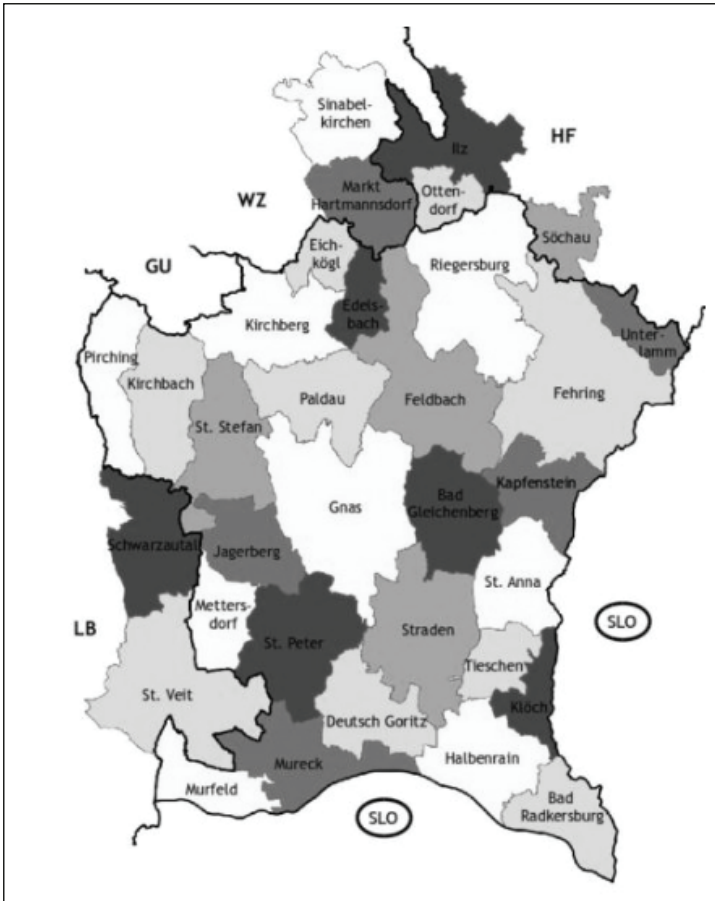 Sinabel-
kirchen
Ilz
HF
WZ
Markt
Hartmannsdorf
Otten-
dorf
Söchau
Eich-
kögl
Riegersburg
GU
Edels-
bach
Kirchberg
Unter-
lamm
Pirching
Kirchbach
Paldau
Feldbach
Fehring
St. Stefan
Gnas
Bad
Gleichenberg
Kapfenstein
Schwarzautal
Jagerberg
St. Anna
Metters-
dorf
LB
St. Peter
Straden
SLO
Tieschen
St. Veit
Klöch
Deutsch Goritz
Halbenrain
Mureck
Murfeld
Bad
Radkersburg
SLO